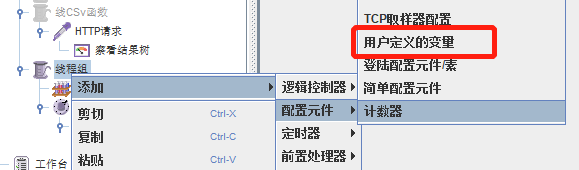 线CSv函数
HTTP请求
察看结果树
线程组
工作台
添加
剪切 Ctrl-X
复制 Ctrl-C
粘贴 Ctrl-V
逻辑控制器
配置元件
定时器
前置处理器
TCP取样器配置
用户定义的变量
登陆配置元件/素
简单配置元件
计数器